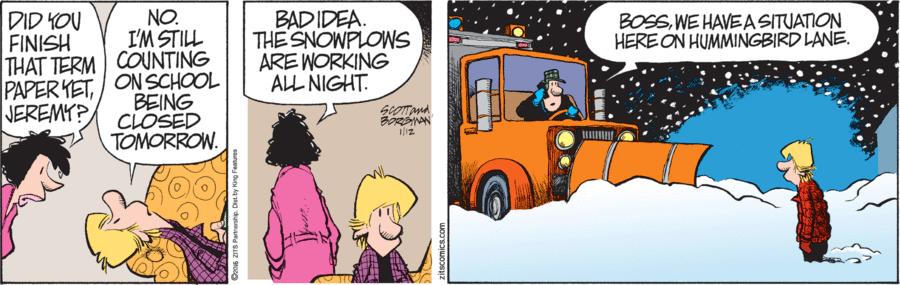 DID YOU
FINISH
THAT TERM
PAPER YET,
JEREMY?
NO.
I'M STILL
COUNTING
ON SCHOOL
BEING
CLOSED
TOMORROW.
©2016 ZITS Partnership. Dist. by King Features
BAD IDEA.
THE SNOWPLOWS
ARE WORKING
ALL NIGHT.
SCOTT and
BORGMAN
1/12
zitscomics.com
BOSS, WE HAVE A SITUATION
HERE ON HUMMINGBIRD LANE.